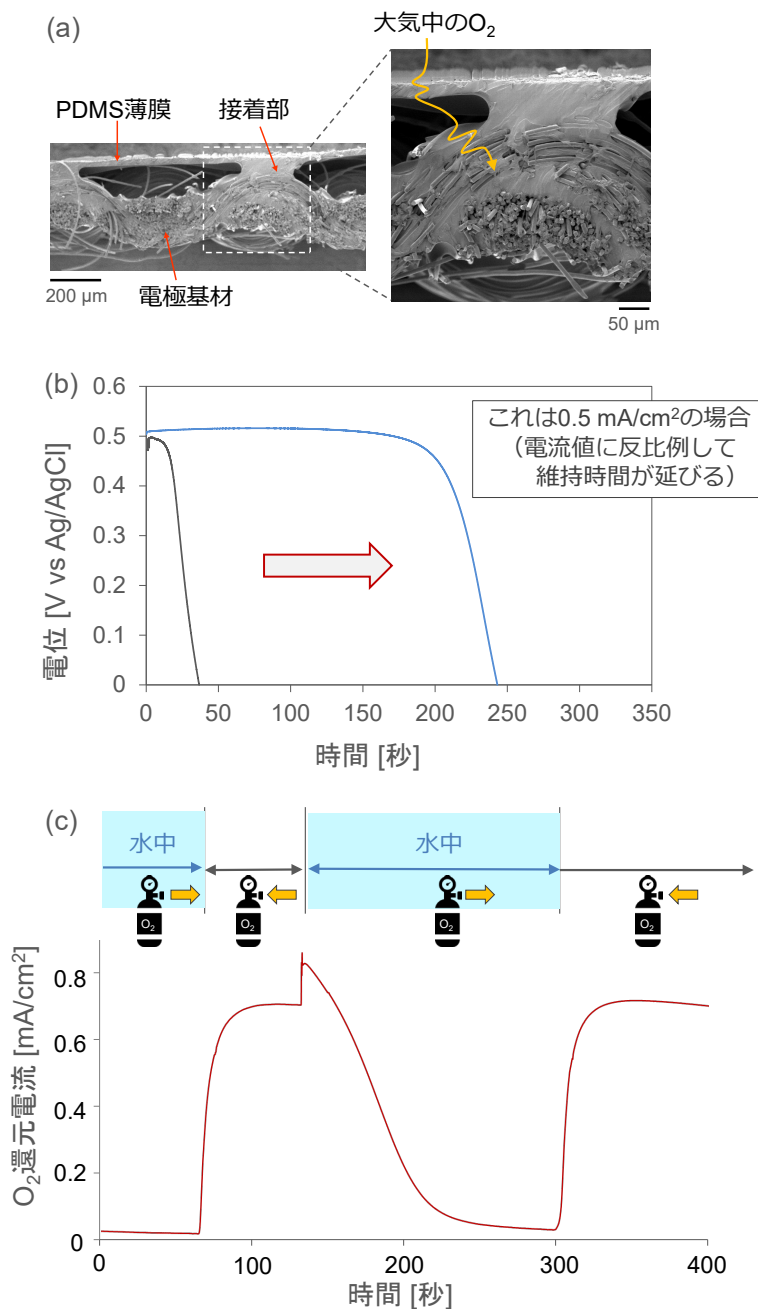 (a)
大気中のO₂
PDMS薄膜
接着部
電極基材
200 μm
50 μm
(b)
0.6
0.5
0.4
0.3
0.2
0.1
0
電位 [V vs Ag/AgCl]
これは0.5 mA/cm²の場合
（電流値に反比例して
維持時間が延びる）
0 50 100 150 200 250 300 350
時間 [秒]
(c)
水中 水中
O₂ O₂ O₂ O₂
0.8
0.6
0.4
0.2
0
O₂還元電流 [mA/cm²]
0 100 200 300 400
時間 [秒]